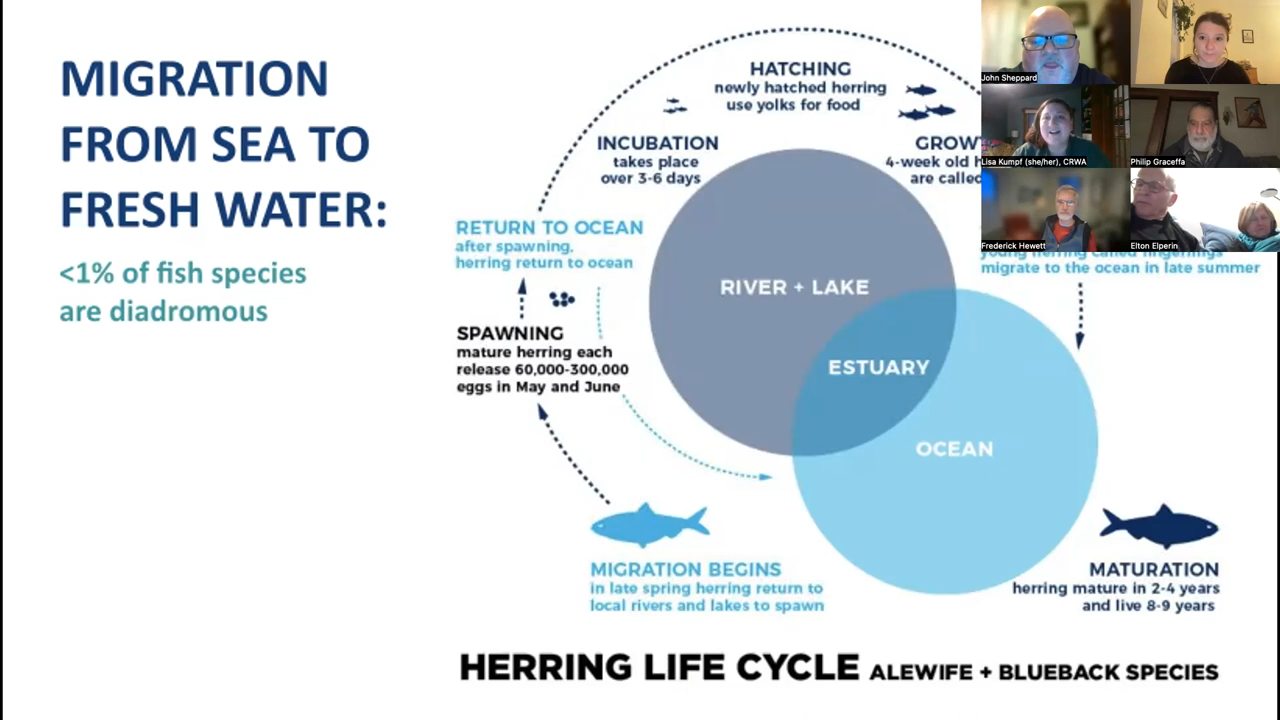 MIGRATION
FROM SEA TO
FRESH WATER:
<1% of fish species
are diadromous
HATCHING
newly hatched herring
use yolks for food
INCUBATION
takes place
over 3-6 days
GROW
4-week old
are called
RETURN TO OCEAN
after spawning,
herring return to ocean
young herring called fingerlings
migrate to the ocean in late summer
SPAWNING
mature herring each
release 60,000-300,000
eggs in May and June
RIVER + LAKE
ESTUARY
OCEAN
MIGRATION BEGINS
in late spring herring return to
local rivers and lakes to spawn
MATURATION
herring mature in 2-4 years
and live 8-9 years
HERRING LIFE CYCLE ALEWIFE + BLUEBACK SPECIES
John Sheppard
Lisa Kumpf (she/her), CRWA
Philip Graceffa
Frederick Hewett
Elton Elperin